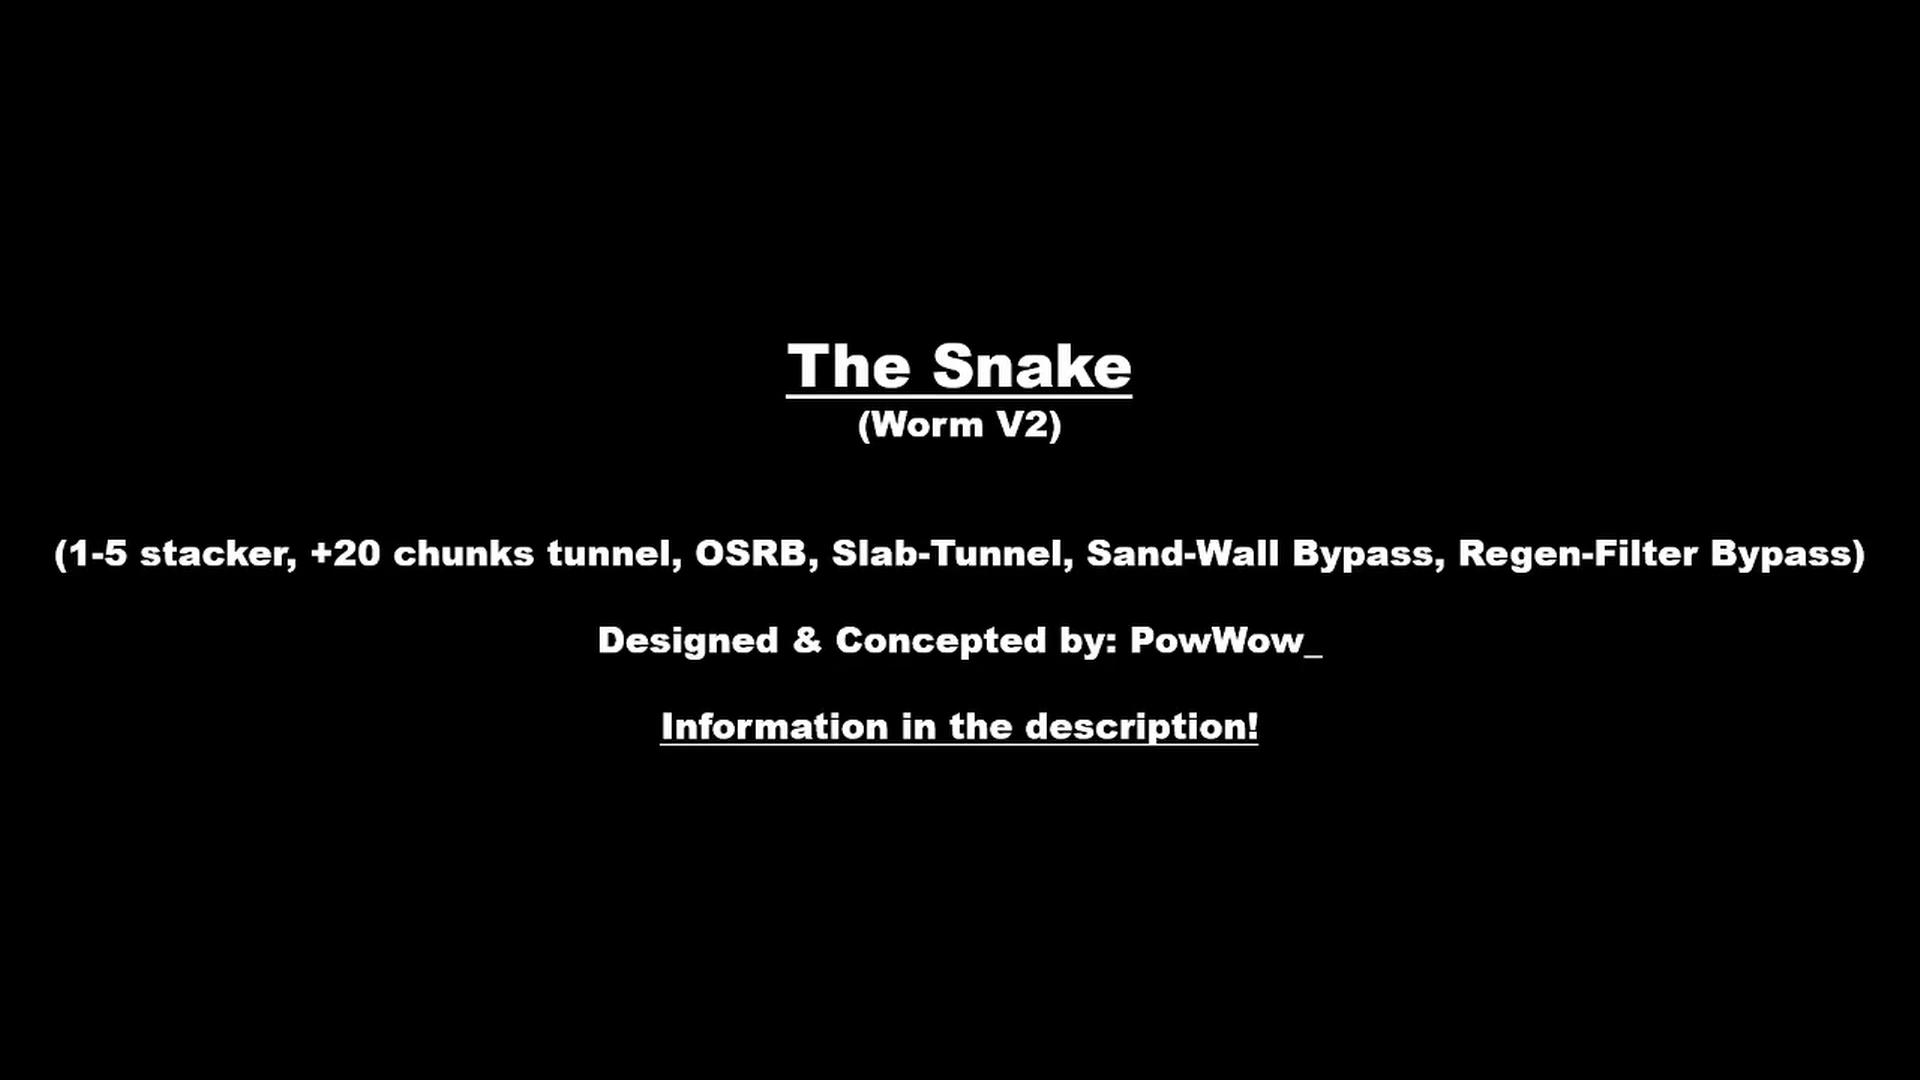 The Snake
(Worm V2)
(1-5 stacker, +20 chunks tunnel, OSRB, Slab-Tunnel, Sand-Wall Bypass, Regen-Filter Bypass)
Designed & Concepted by: PowWow_
Information in the description!